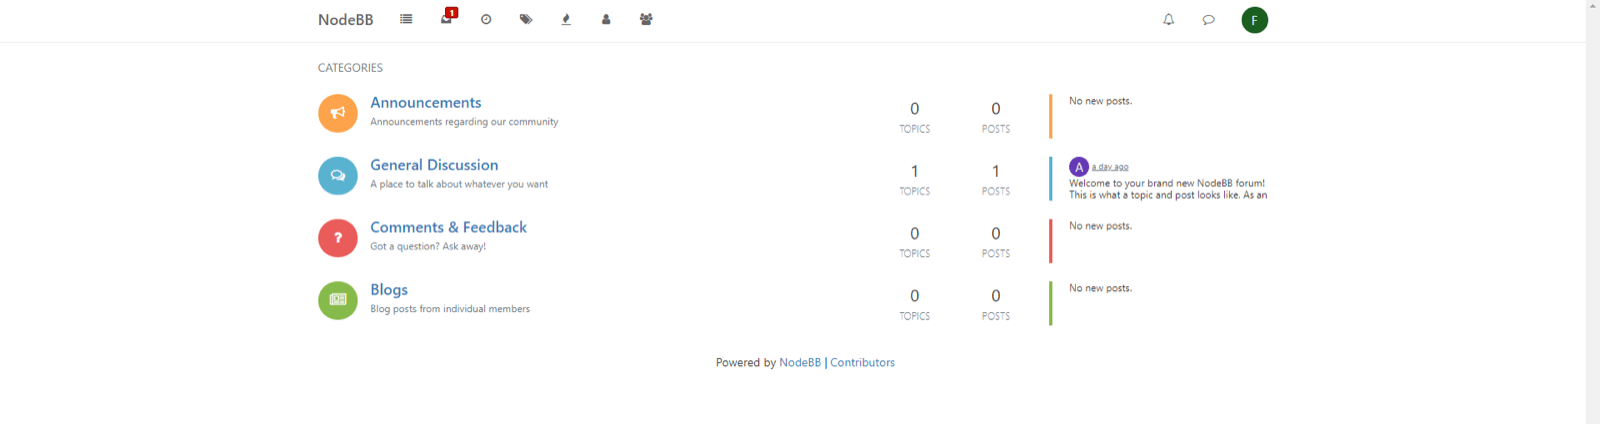 NodeBB 1 F
CATEGORIES
Announcements
Announcements regarding our community
0 0
TOPICS POSTS
No new posts.
General Discussion
A place to talk about whatever you want
1 1
TOPICS POSTS
A a day ago
Welcome to your brand new NodeBB forum!
This is what a topic and post looks like. As an
Comments & Feedback
Got a question? Ask away!
0 0
TOPICS POSTS
No new posts.
Blogs
Blog posts from individual members
0 0
TOPICS POSTS
No new posts.
Powered by NodeBB | Contributors